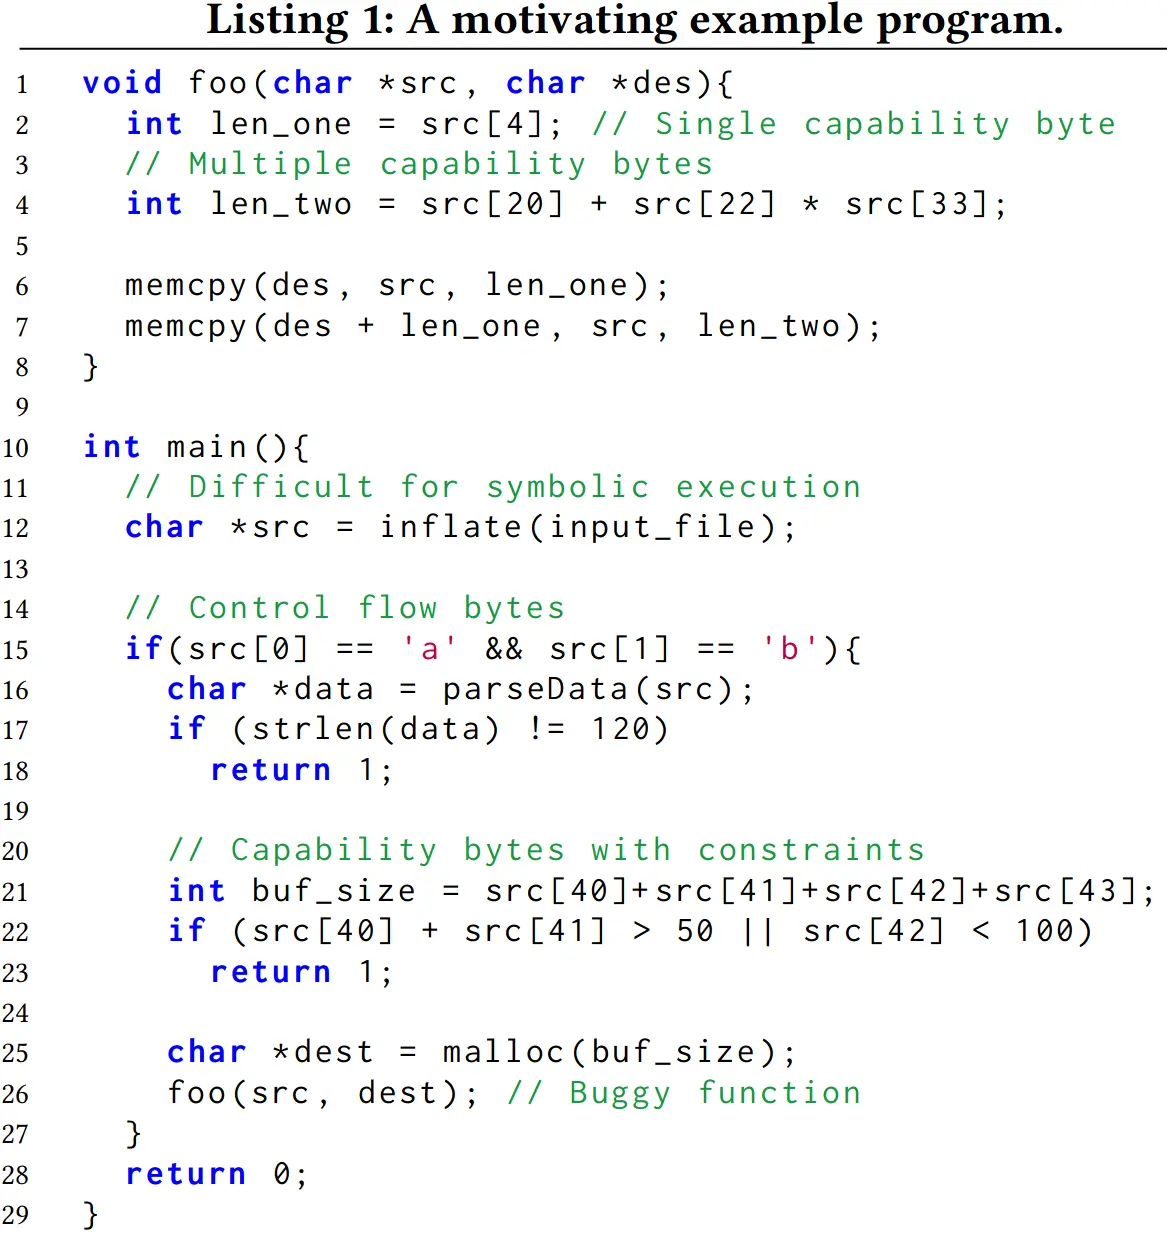 Listing 1: A motivating example program.
1 void foo(char *src, char *des){
2 int len_one = src[4]; // Single capability byte
3 // Multiple capability bytes
4 int len_two = src[20] + src[22] * src[33];
5
6 memcpy(des, src, len_one);
7 memcpy(des + len_one, src, len_two);
8 }
9
10 int main(){
11 // Difficult for symbolic execution
12 char *src = inflate(input_file);
13
14 // Control flow bytes
15 if(src[0] == 'a' && src[1] == 'b'){
16 char *data = parseData(src);
17 if (strlen(data) != 120)
18 return 1;
19
20 // Capability bytes with constraints
21 int buf_size = src[40]+src[41]+src[42]+src[43];
22 if (src[40] + src[41] > 50 || src[42] < 100)
23 return 1;
24
25 char *dest = malloc(buf_size);
26 foo(src, dest); // Buggy function
27 }
28 return 0;
29 }